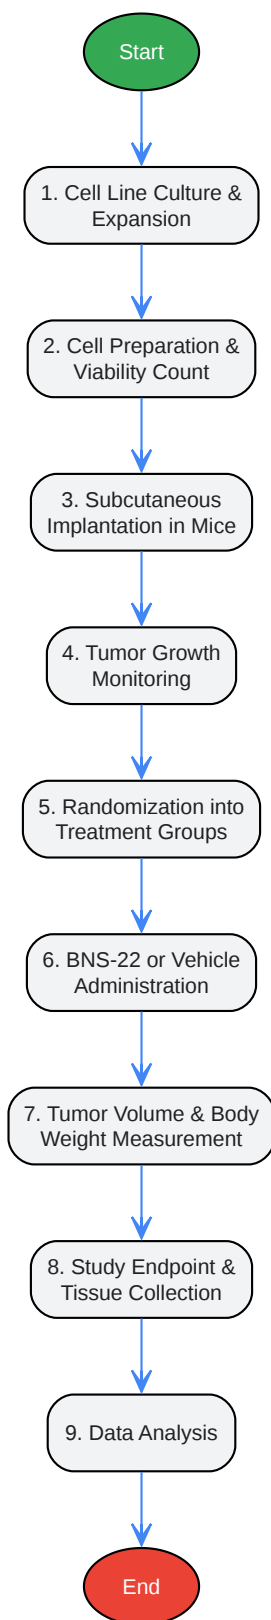 Start
1. Cell Line Culture &
Expansion
2. Cell Preparation &
Viability Count
3. Subcutaneous
Implantation in Mice
4. Tumor Growth
Monitoring
5. Randomization into
Treatment Groups
6. BNS-22 or Vehicle
Administration
7. Tumor Volume & Body
Weight Measurement
8. Study Endpoint &
Tissue Collection
9. Data Analysis
End